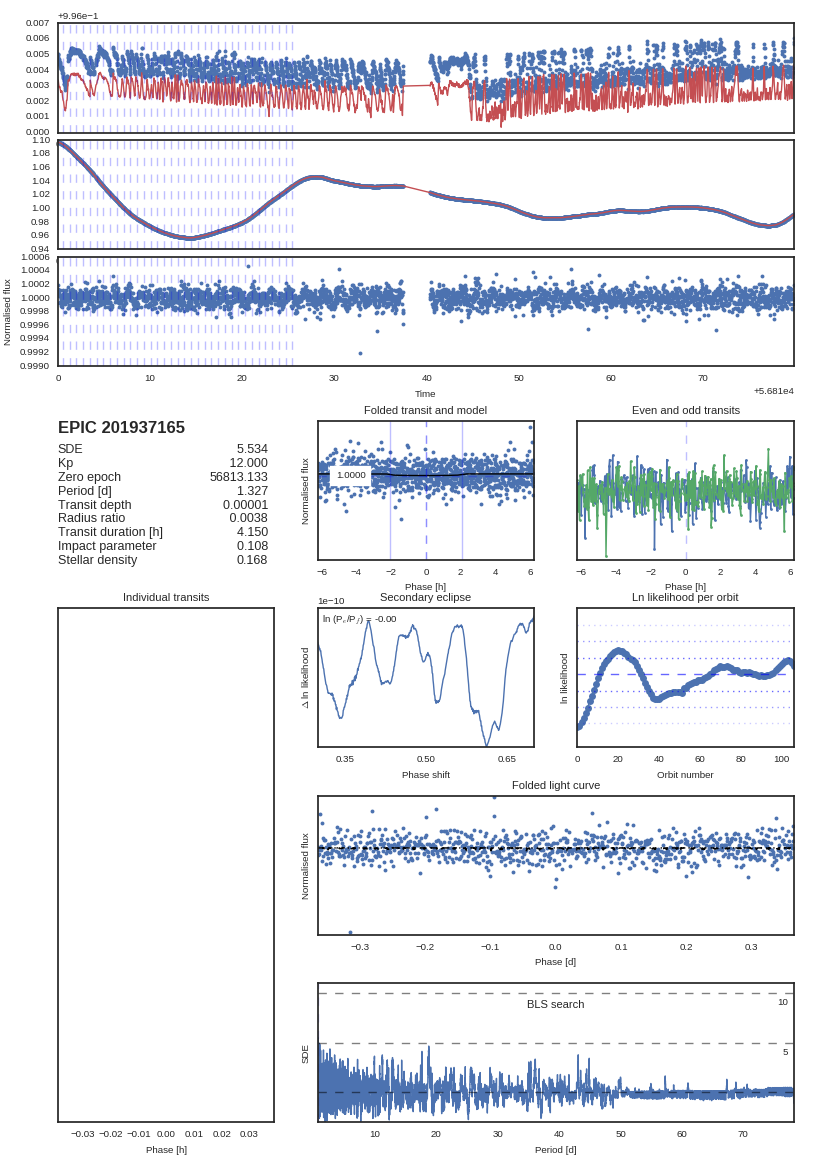 +9.96e−1
0.007
0.006
0.005
0.004
0.003
0.002
0.001
0.000
1.10
1.08
1.06
1.04
1.02
1.00
0.98
0.96
0.94
Normalised flux
1.0006
1.0004
1.0002
1.0000
0.9998
0.9996
0.9994
0.9992
0.9990
0 10 20 30 40 50 60 70
Time
+5.681e4
EPIC 201937165
SDE 5.534
Kp 12.000
Zero epoch 56813.133
Period [d] 1.327
Transit depth 0.00001
Radius ratio 0.0038
Transit duration [h] 4.150
Impact parameter 0.108
Stellar density 0.168
Folded transit and model
Normalised flux
1.0000
−6 −4 −2 0 2 4 6
Phase [h]
Even and odd transits
−6 −4 −2 0 2 4 6
Phase [h]
Individual transits
−0.03 −0.02 −0.01 0.00 0.01 0.02 0.03
Phase [h]
Secondary eclipse
1e−10
ln (Pₑ/P𝑓) = -0.00
Δ ln likelihood
0.35 0.50 0.65
Phase shift
Ln likelihood per orbit
ln likelihood
0 20 40 60 80 100
Orbit number
Folded light curve
Normalised flux
−0.3 −0.2 −0.1 0.0 0.1 0.2 0.3
Phase [d]
BLS search
10
5
SDE
10 20 30 40 50 60 70
Period [d]